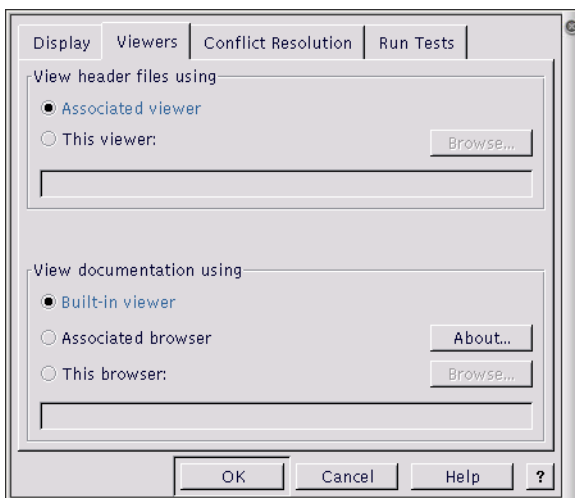 Display Viewers Conflict Resolution Run Tests
View header files using
Associated viewer
This viewer: Browse...
View documentation using
Built-in viewer
Associated browser About...
This browser: Browse...
OK Cancel Help ?